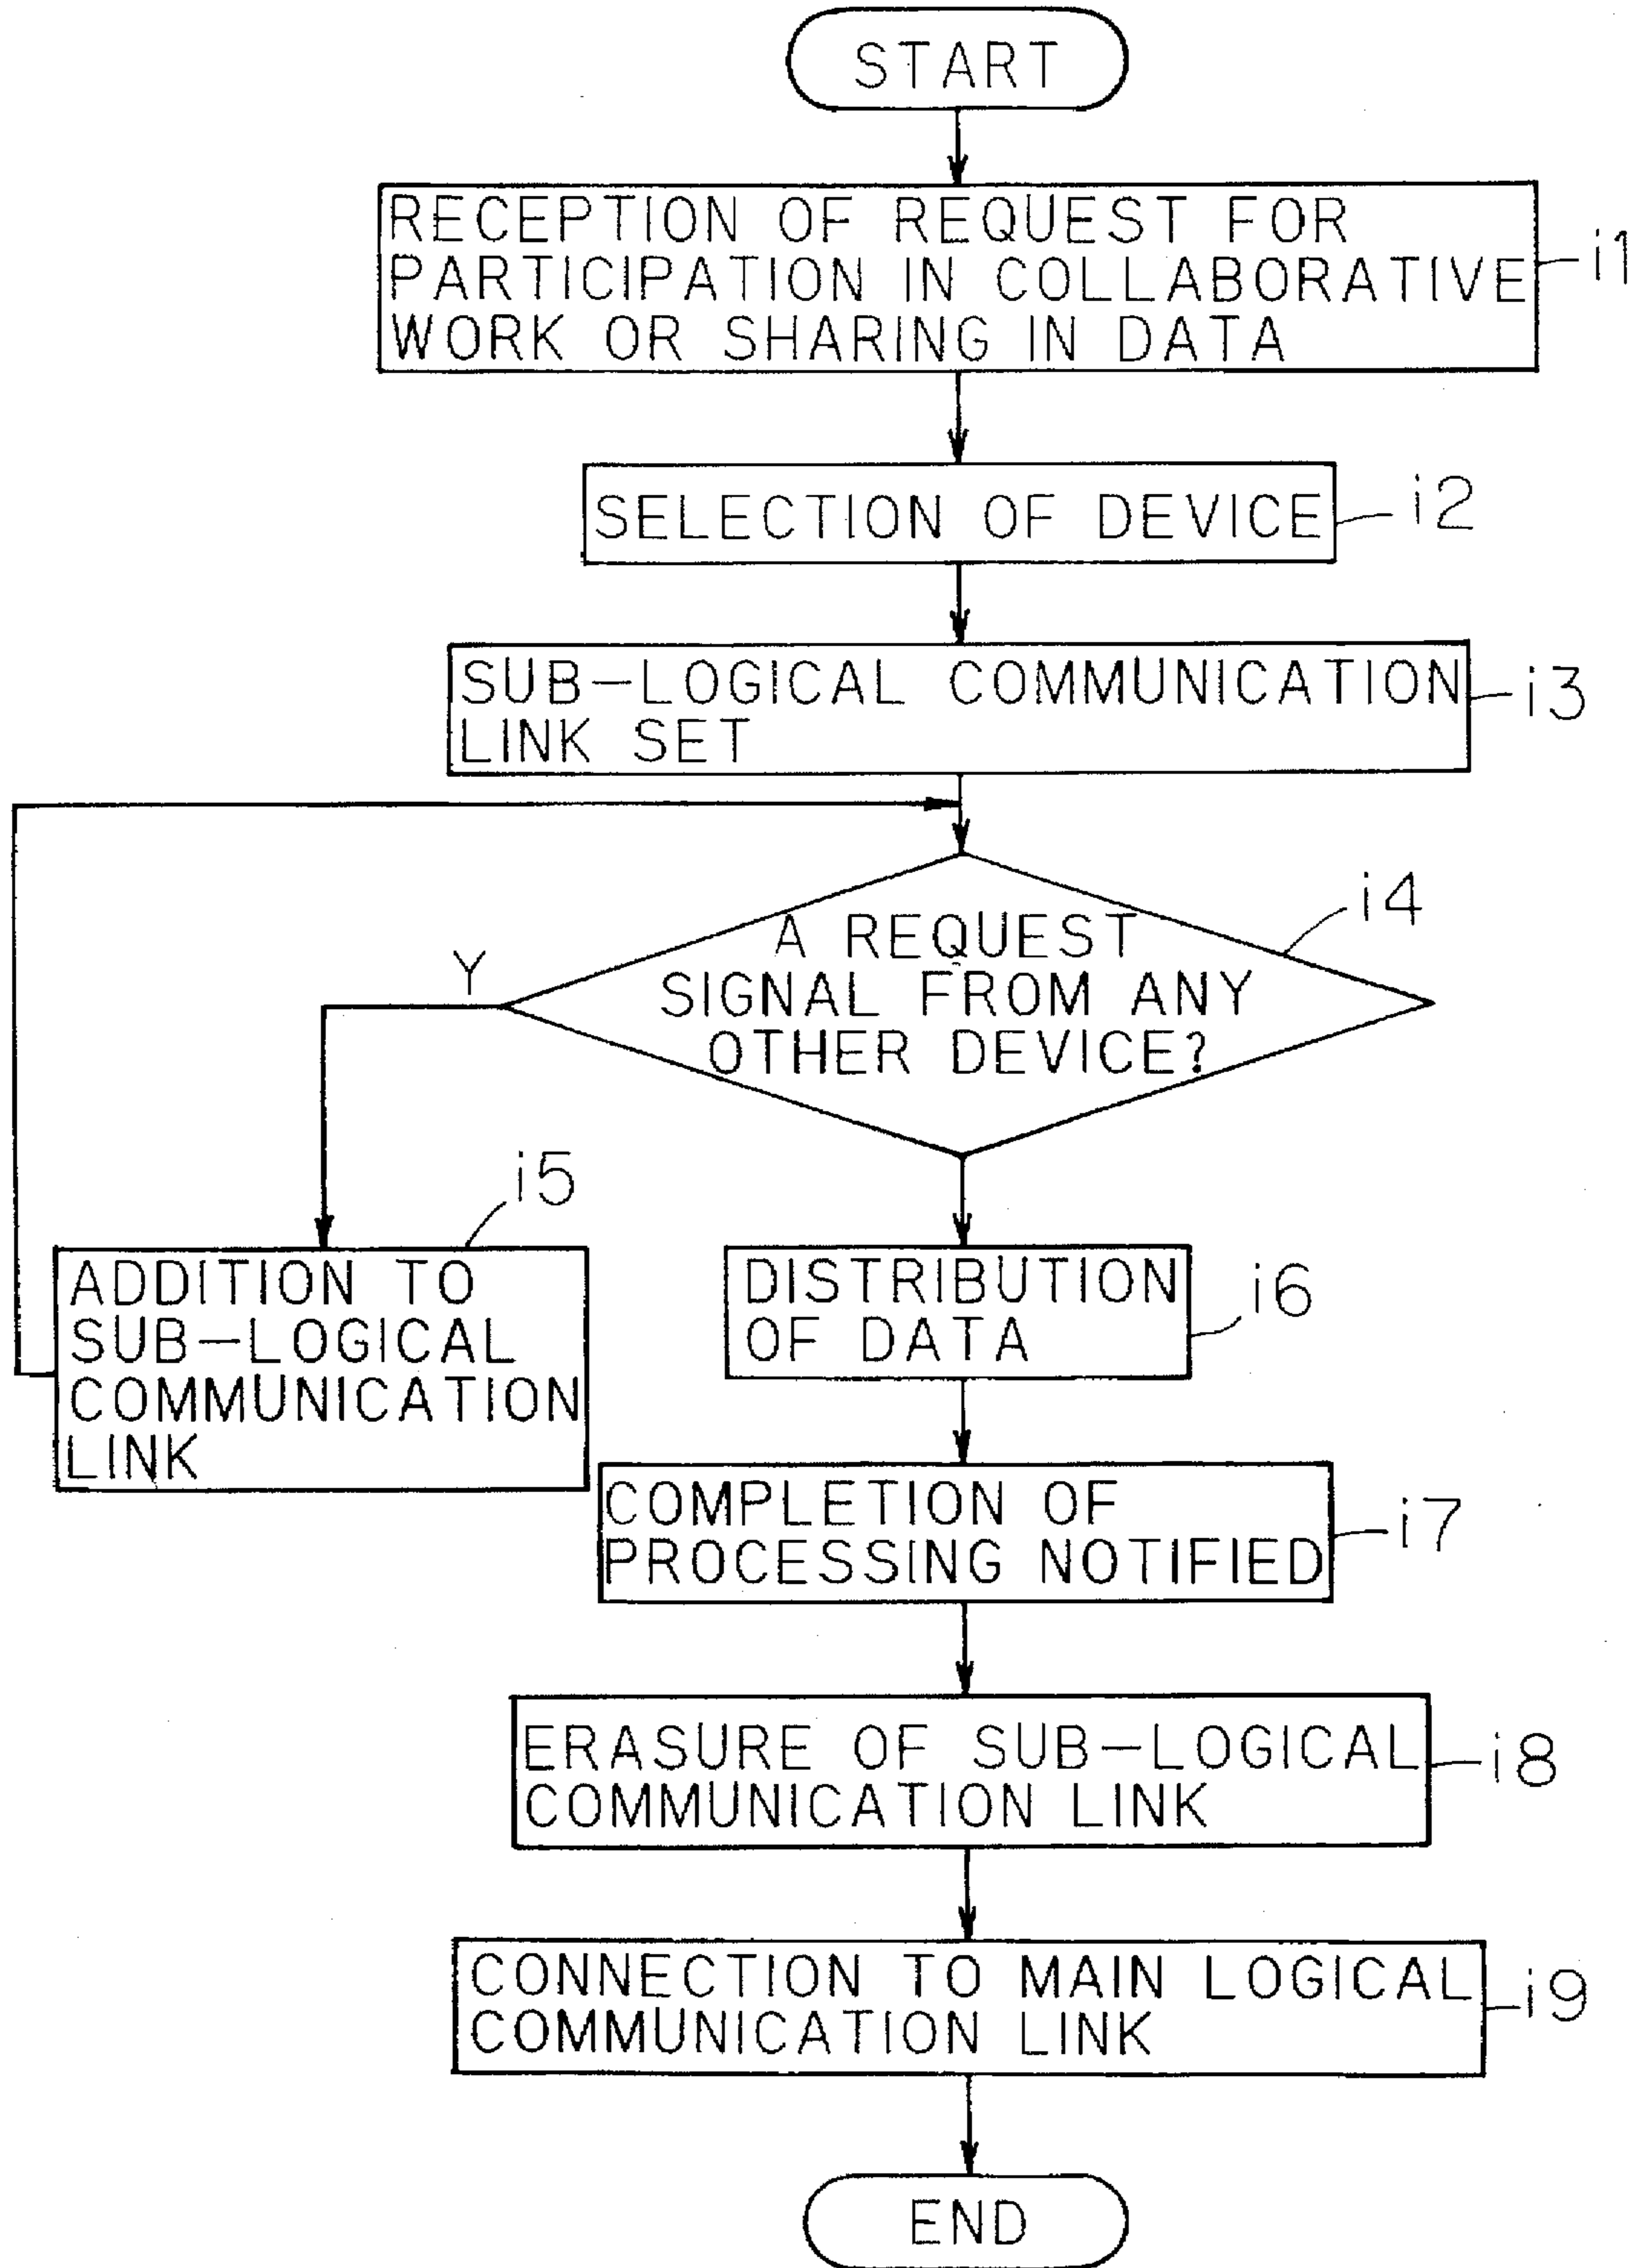 START
RECEPTION OF REQUEST FOR
PARTICIPATION IN COLLABORATIVE
WORK OR SHARING IN DATA
i1
SELECTION OF DEVICE
i2
SUB-LOGICAL COMMUNICATION
LINK SET
i3
A REQUEST
SIGNAL FROM ANY
OTHER DEVICE?
i4
Y
i5
ADDITION TO
SUB-LOGICAL
COMMUNICATION
LINK
DISTRIBUTION
OF DATA
i6
COMPLETION OF
PROCESSING NOTIFIED
i7
ERASURE OF SUB-LOGICAL
COMMUNICATION LINK
i8
CONNECTION TO MAIN LOGICAL
COMMUNICATION LINK
i9
END